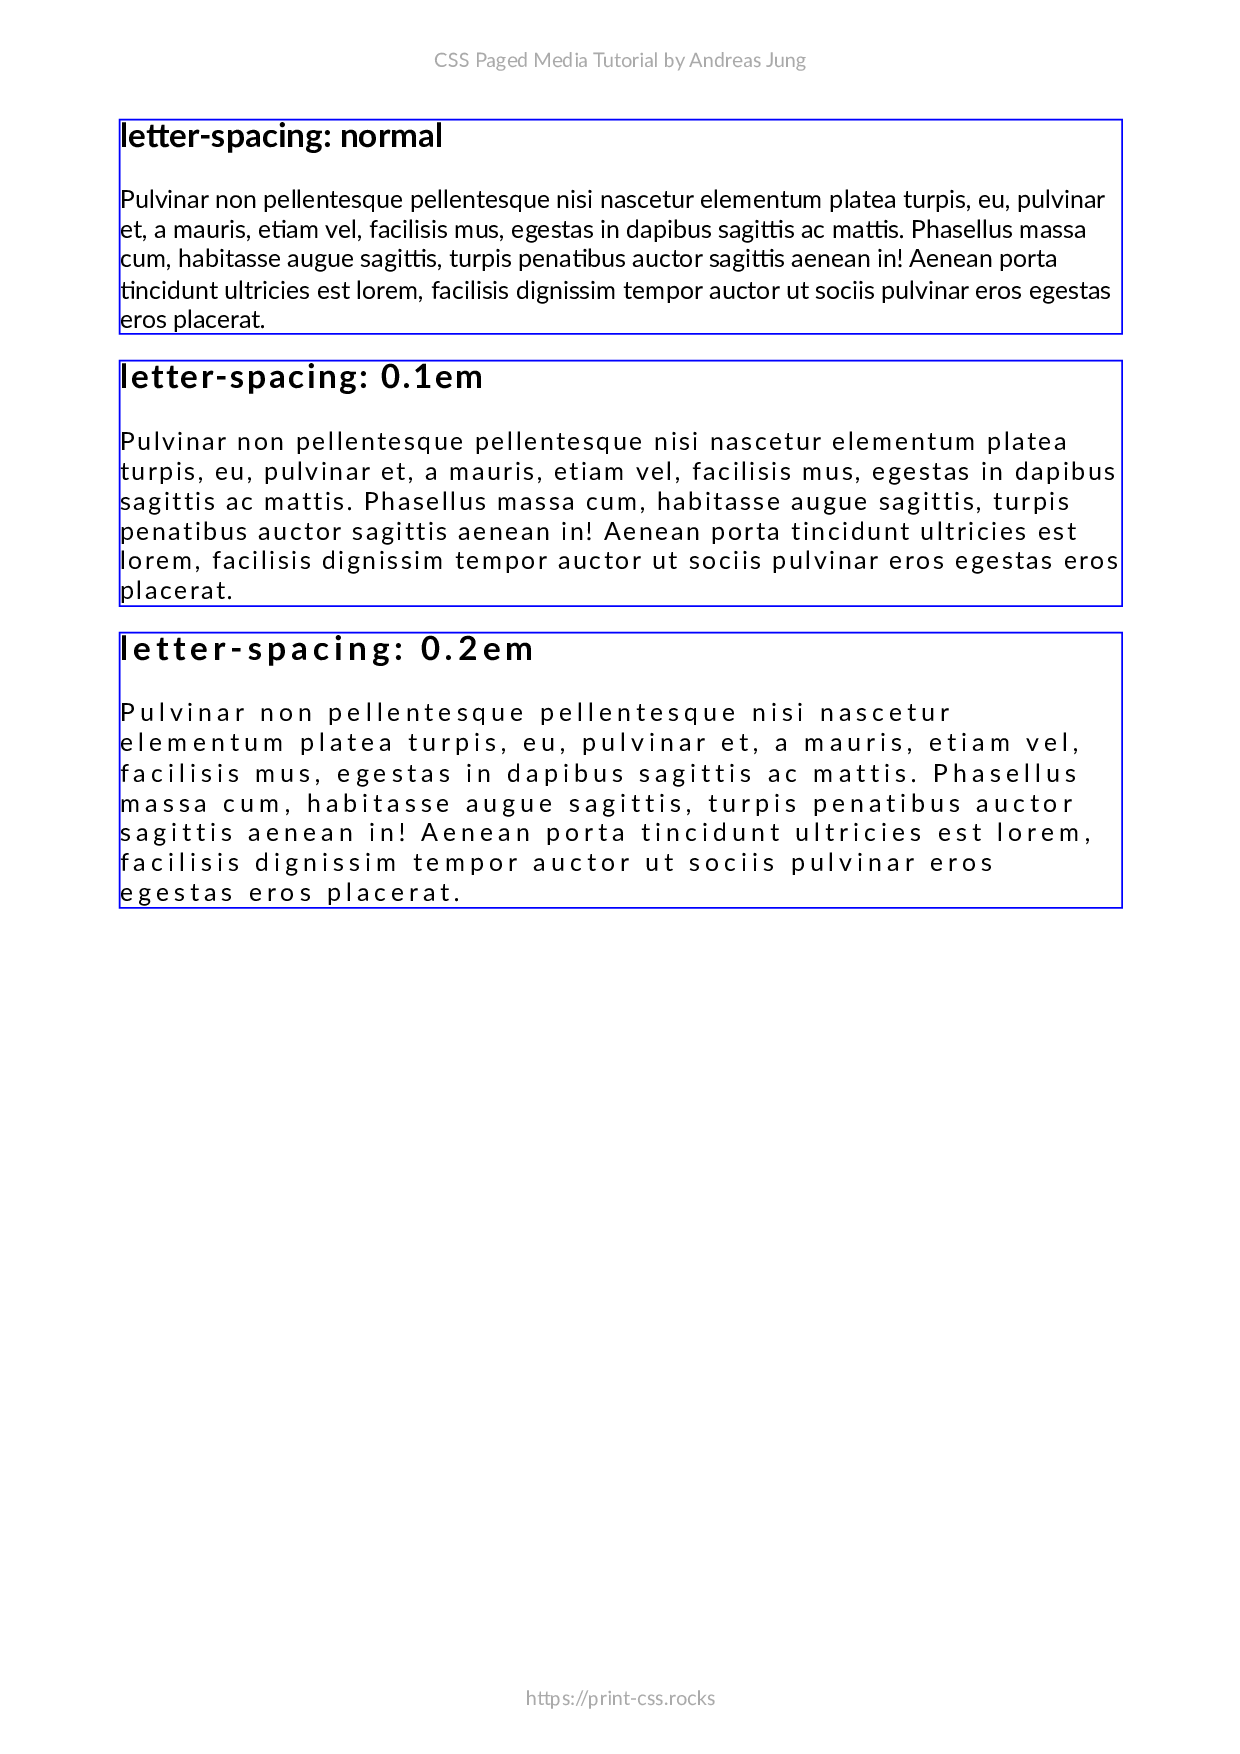 CSS Paged Media Tutorial by Andreas Jung
letter-spacing: normal
Pulvinar non pellentesque pellentesque nisi nascetur elementum platea turpis, eu, pulvinar
et, a mauris, etiam vel, facilisis mus, egestas in dapibus sagittis ac mattis. Phasellus massa
cum, habitasse augue sagittis, turpis penatibus auctor sagittis aenean in! Aenean porta
tincidunt ultricies est lorem, facilisis dignissim tempor auctor ut sociis pulvinar eros egestas
eros placerat.
letter-spacing: 0.1em
Pulvinar non pellentesque pellentesque nisi nascetur elementum platea
turpis, eu, pulvinar et, a mauris, etiam vel, facilisis mus, egestas in dapibus
sagittis ac mattis. Phasellus massa cum, habitasse augue sagittis, turpis
penatibus auctor sagittis aenean in! Aenean porta tincidunt ultricies est
lorem, facilisis dignissim tempor auctor ut sociis pulvinar eros egestas eros
placerat.
letter-spacing: 0.2em
Pulvinar non pellentesque pellentesque nisi nascetur
elementum platea turpis, eu, pulvinar et, a mauris, etiam vel,
facilisis mus, egestas in dapibus sagittis ac mattis. Phasellus
massa cum, habitasse augue sagittis, turpis penatibus auctor
sagittis aenean in! Aenean porta tincidunt ultricies est lorem,
facilisis dignissim tempor auctor ut sociis pulvinar eros
egestas eros placerat.
https://print-css.rocks